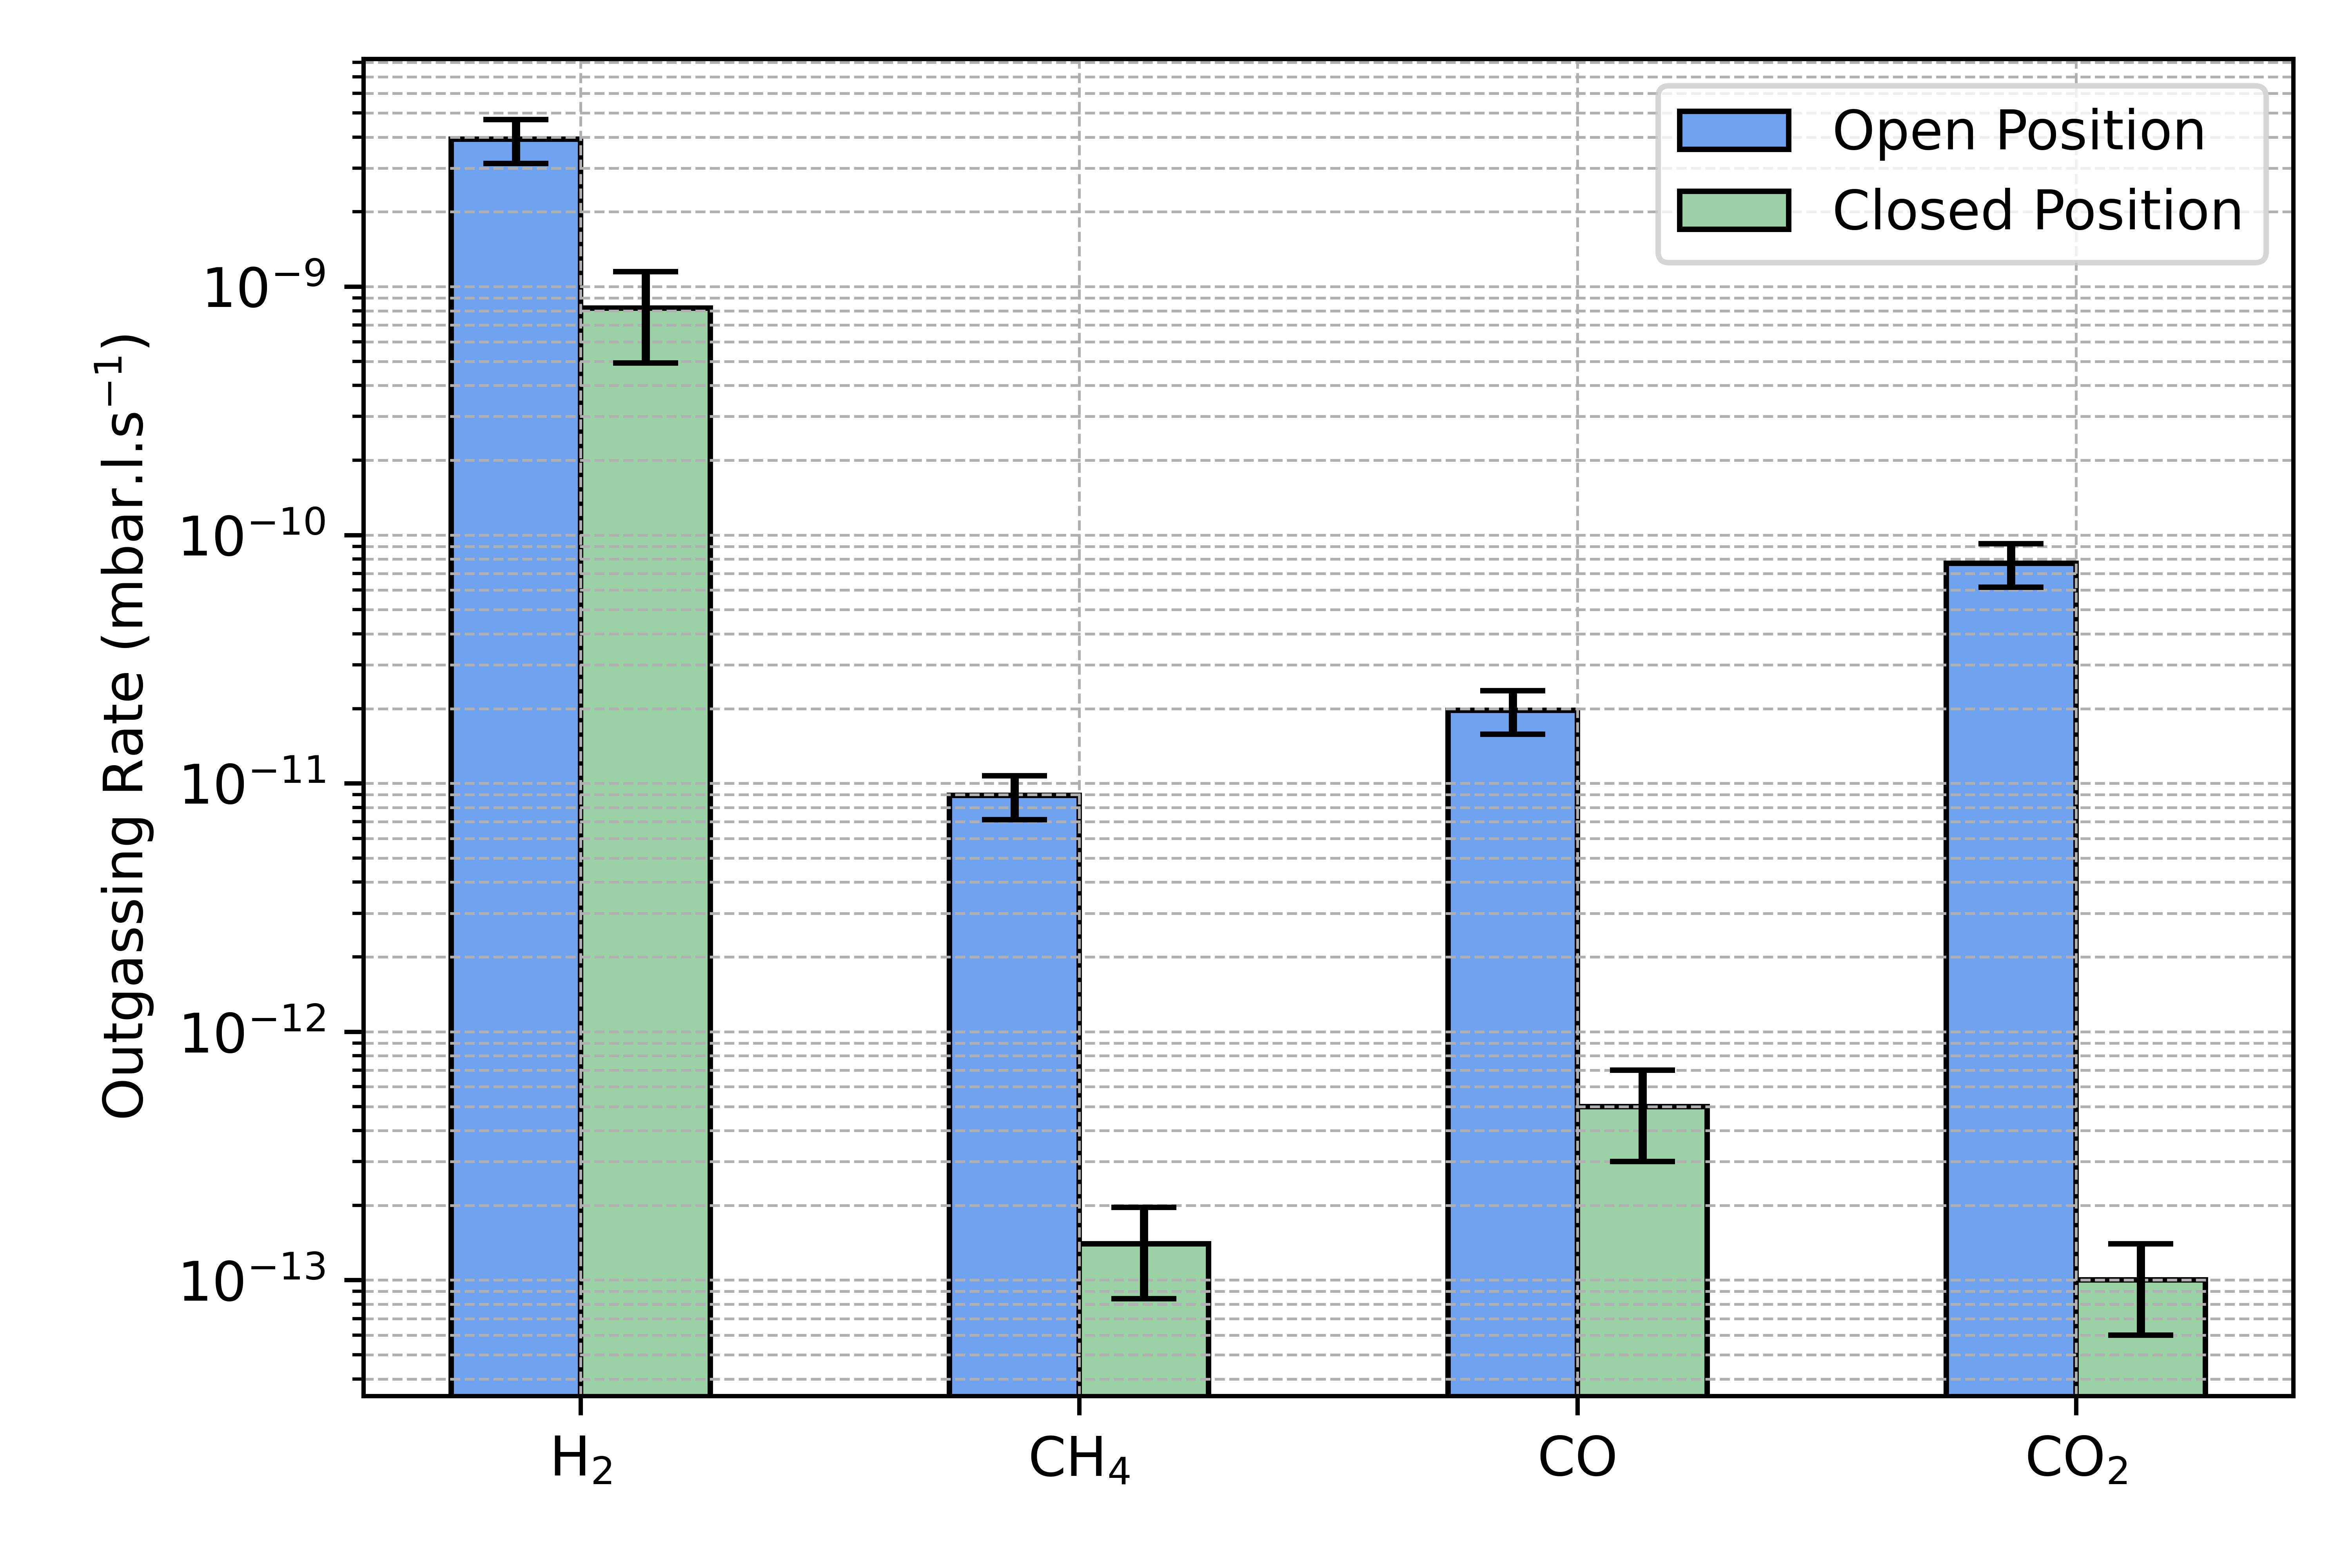 Open Position
Closed Position
10⁻⁹
10⁻¹⁰
10⁻¹¹
10⁻¹²
10⁻¹³
Outgassing Rate (mbar.l.s⁻¹)
H₂ CH₄ CO CO₂